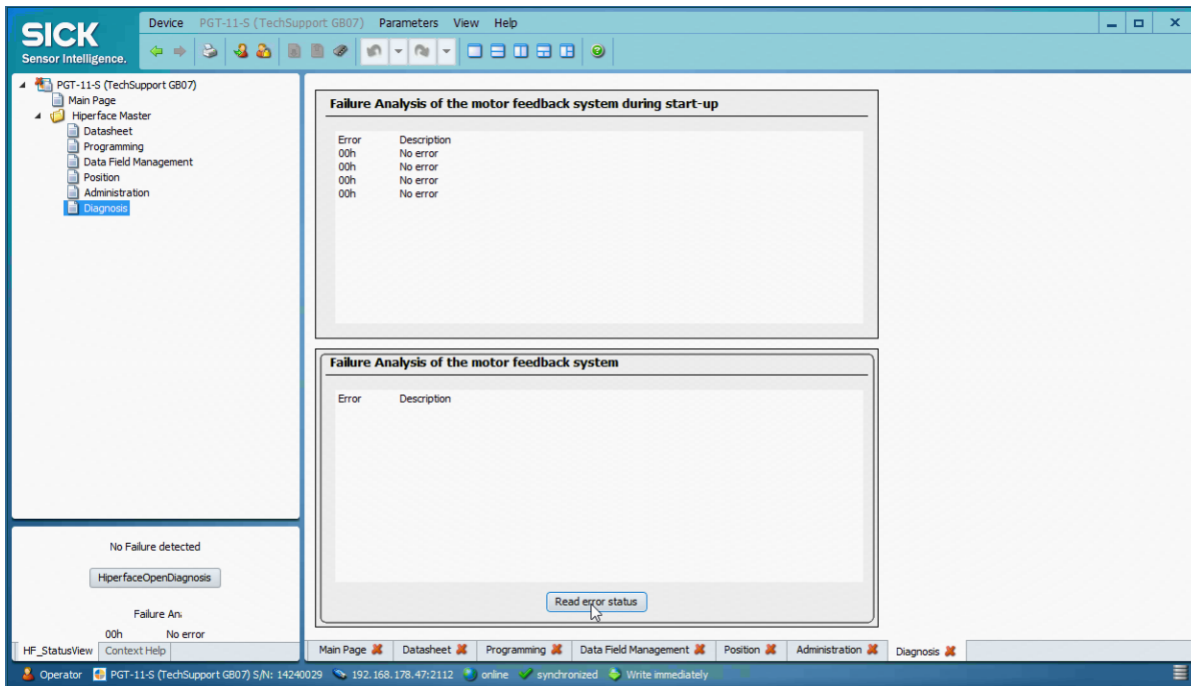 SICK
Sensor Intelligence.
Device PGT-11-S (TechSupport GB07) Parameters View Help
PGT-11-S (TechSupport GB07)
Main Page
Hiperface Master
Datasheet
Programming
Data Field Management
Position
Administration
Diagnosis
Failure Analysis of the motor feedback system during start-up
Error Description
00h No error
00h No error
00h No error
00h No error
Failure Analysis of the motor feedback system
Error Description
Read error status
No Failure detected
HiperfaceOpenDiagnosis
Failure An
00h No error
HF_StatusView Context Help
Main Page Datasheet Programming Data Field Management Position Administration Diagnosis
Operator PGT-11-S (TechSupport GB07) S/N: 14240029 192.168.178.47:2112 online synchronized Write immediately